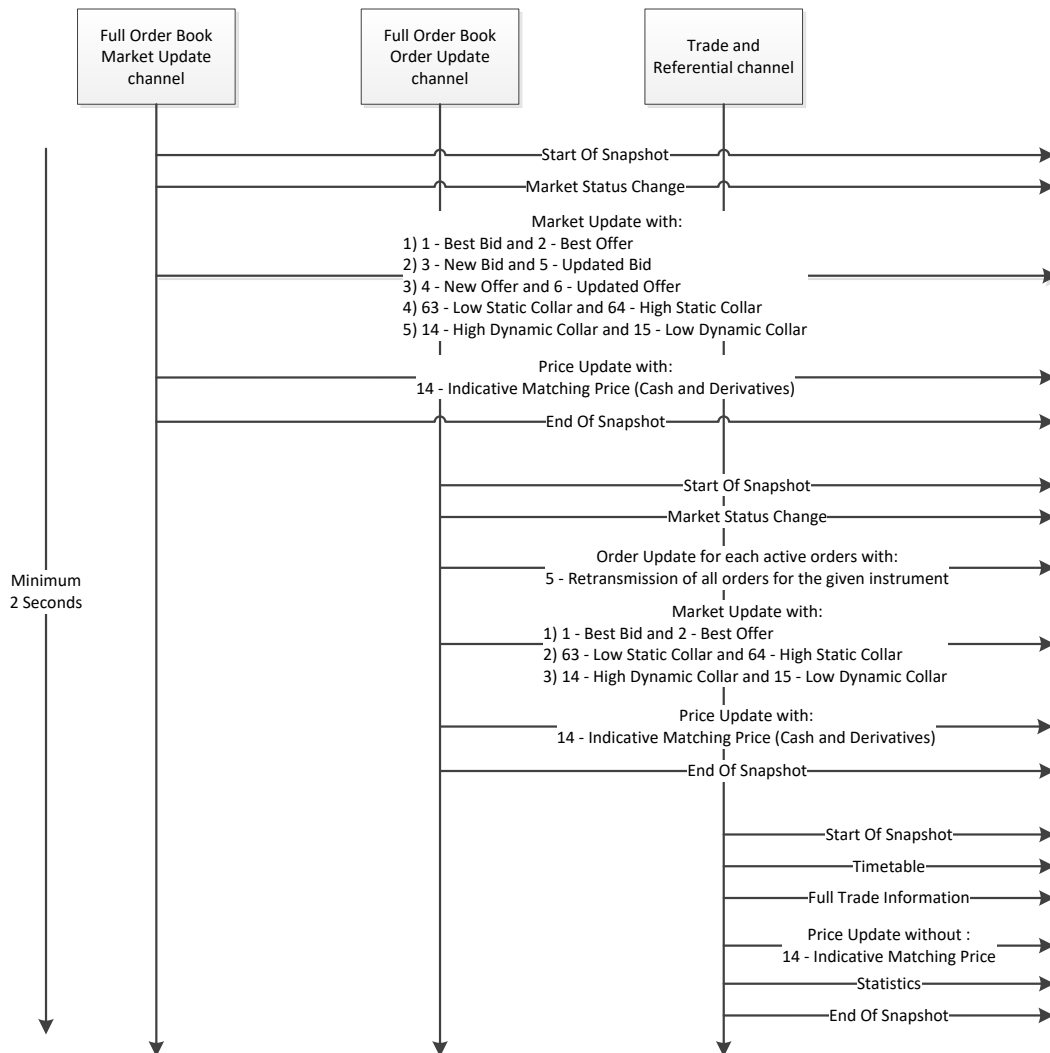 Full Order Book
Market Update
channel
Full Order Book
Order Update
channel
Trade and
Referential channel
Start Of Snapshot
Market Status Change
Market Update with:
1) 1 - Best Bid and 2 - Best Offer
2) 3 - New Bid and 5 - Updated Bid
3) 4 - New Offer and 6 - Updated Offer
4) 63 - Low Static Collar and 64 - High Static Collar
5) 14 - High Dynamic Collar and 15 - Low Dynamic Collar
Price Update with:
14 - Indicative Matching Price (Cash and Derivatives)
End Of Snapshot
Start Of Snapshot
Market Status Change
Order Update for each active orders with:
5 - Retransmission of all orders for the given instrument
Minimum
2 Seconds
Market Update with:
1) 1 - Best Bid and 2 - Best Offer
2) 63 - Low Static Collar and 64 - High Static Collar
3) 14 - High Dynamic Collar and 15 - Low Dynamic Collar
Price Update with:
14 - Indicative Matching Price (Cash and Derivatives)
End Of Snapshot
Start Of Snapshot
Timetable
Full Trade Information
Price Update without :
14 - Indicative Matching Price
Statistics
End Of Snapshot